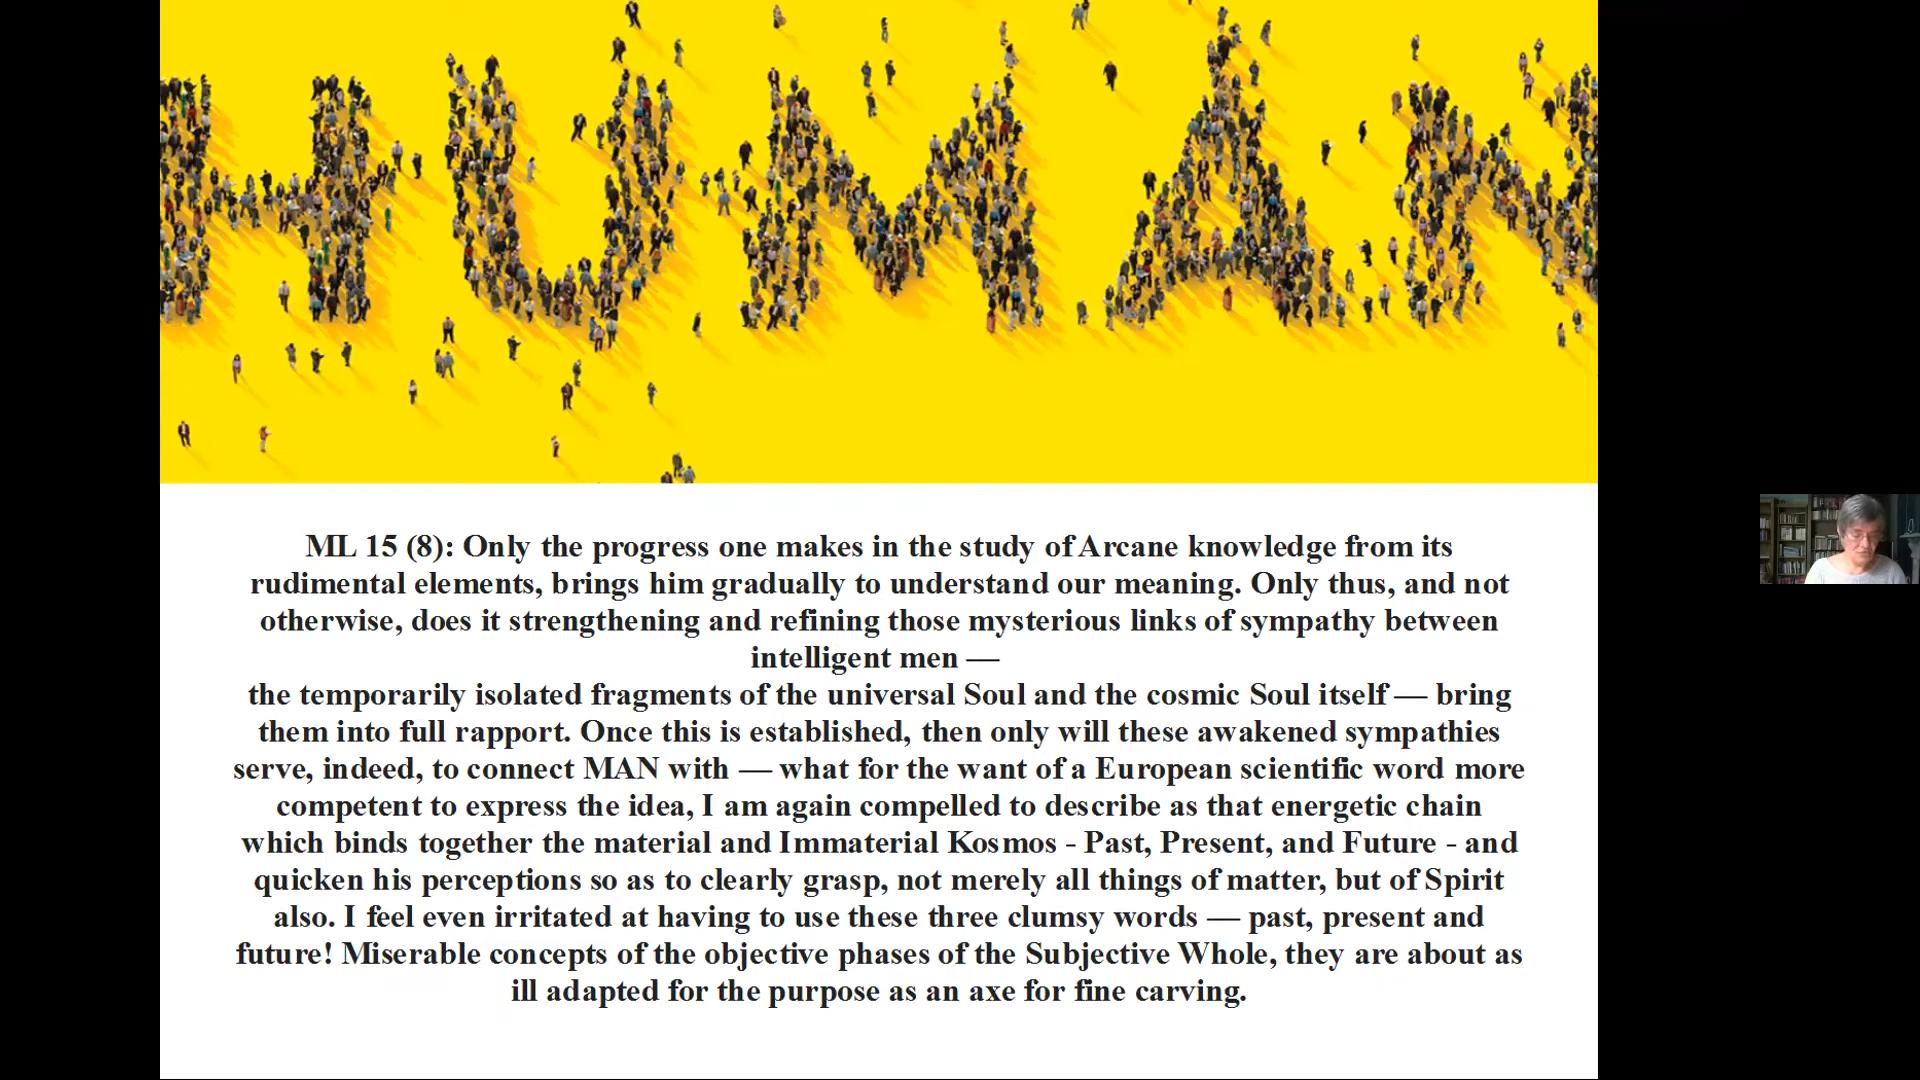 HUMAN
ML 15 (8): Only the progress one makes in the study of Arcane knowledge from its
rudimental elements, brings him gradually to understand our meaning. Only thus, and not
otherwise, does it strengthening and refining those mysterious links of sympathy between
intelligent men —
the temporarily isolated fragments of the universal Soul and the cosmic Soul itself — bring
them into full rapport. Once this is established, then only will these awakened sympathies
serve, indeed, to connect MAN with — what for the want of a European scientific word more
competent to express the idea, I am again compelled to describe as that energetic chain
which binds together the material and Immaterial Kosmos - Past, Present, and Future - and
quicken his perceptions so as to clearly grasp, not merely all things of matter, but of Spirit
also. I feel even irritated at having to use these three clumsy words — past, present and
future! Miserable concepts of the objective phases of the Subjective Whole, they are about as
ill adapted for the purpose as an axe for fine carving.